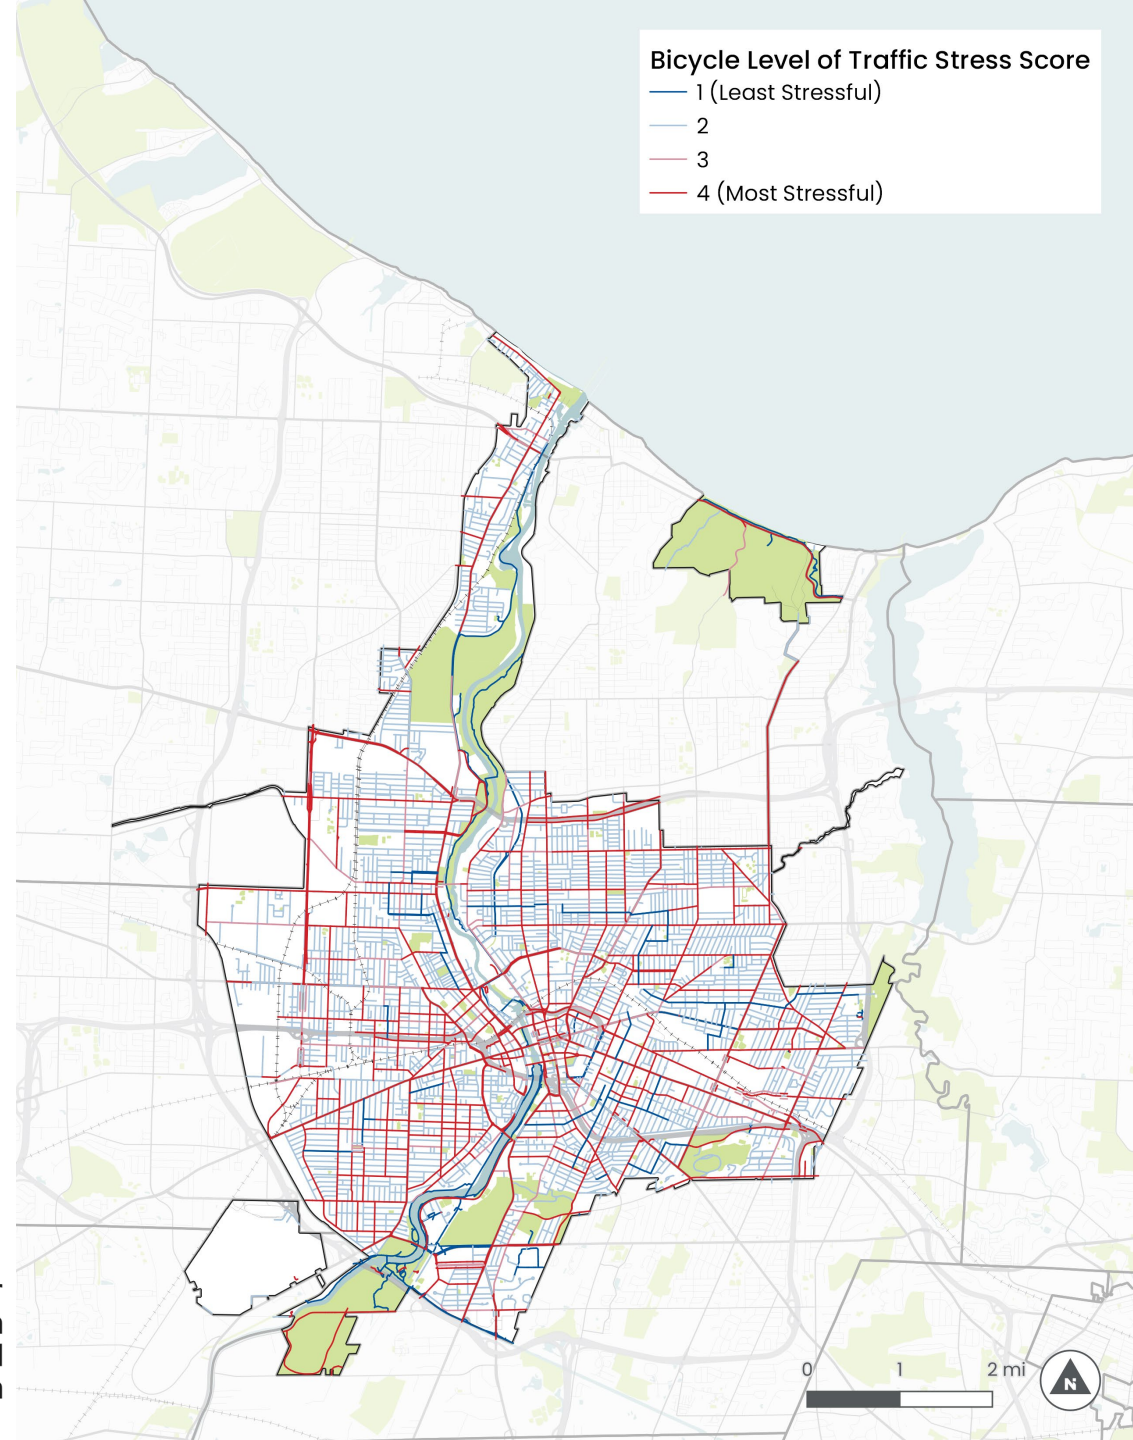 Bicycle Level of Traffic Stress Score
1 (Least Stressful)
2
3
4 (Most Stressful)
0 1 2 mi
N